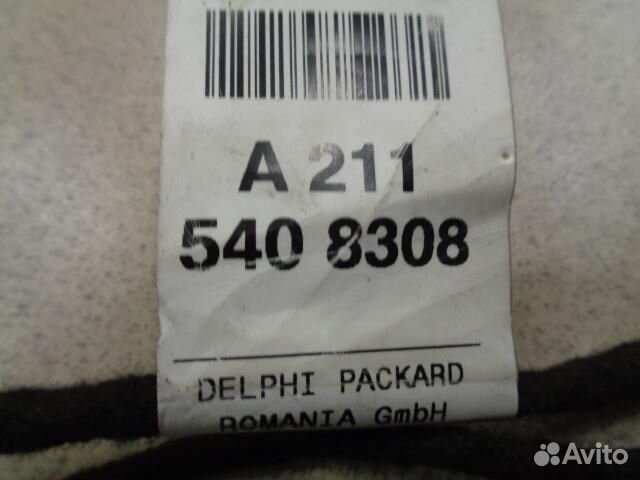 A 211
540 8308
DELPHI PACKARD
ROMANIA GmbH
Avito